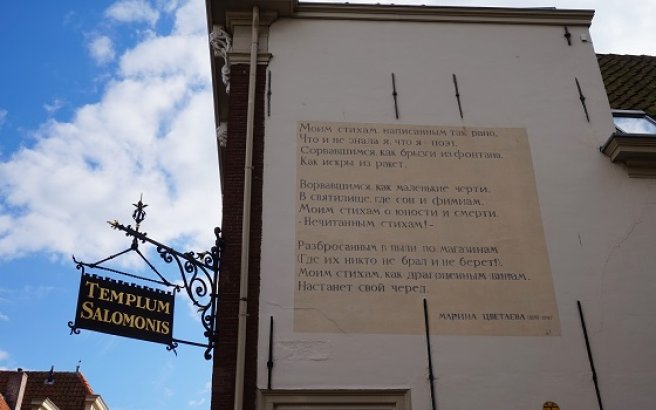 TEMPLUM
SALOMONIS
Моим стихам, написанным так рано,
Что и не знала я, что я – поэт,
Сорвавшимся, как брызги из фонтана,
Как искры из ракет,
Ворвавшимся, как маленькие черти,
В святилище, где сон и фимиам,
Моим стихам о юности и смерти,
– Нечитанным стихам! –
Разбросанным в пыли по магазинам
(Где их никто не брал и не берет!),
Моим стихам, как драгоценным винам,
Настанет свой черед.
МАРИНА ЦВЕТАЕВА